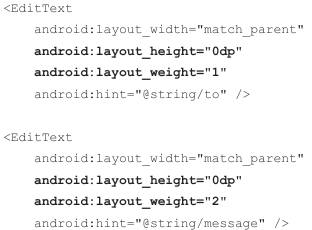 <EditText
    android:layout_width="match_parent"
    android:layout_height="0dp"
    android:layout_weight="1"
    android:hint="@string/to" />

<EditText
    android:layout_width="match_parent"
    android:layout_height="0dp"
    android:layout_weight="2"
    android:hint="@string/message" />